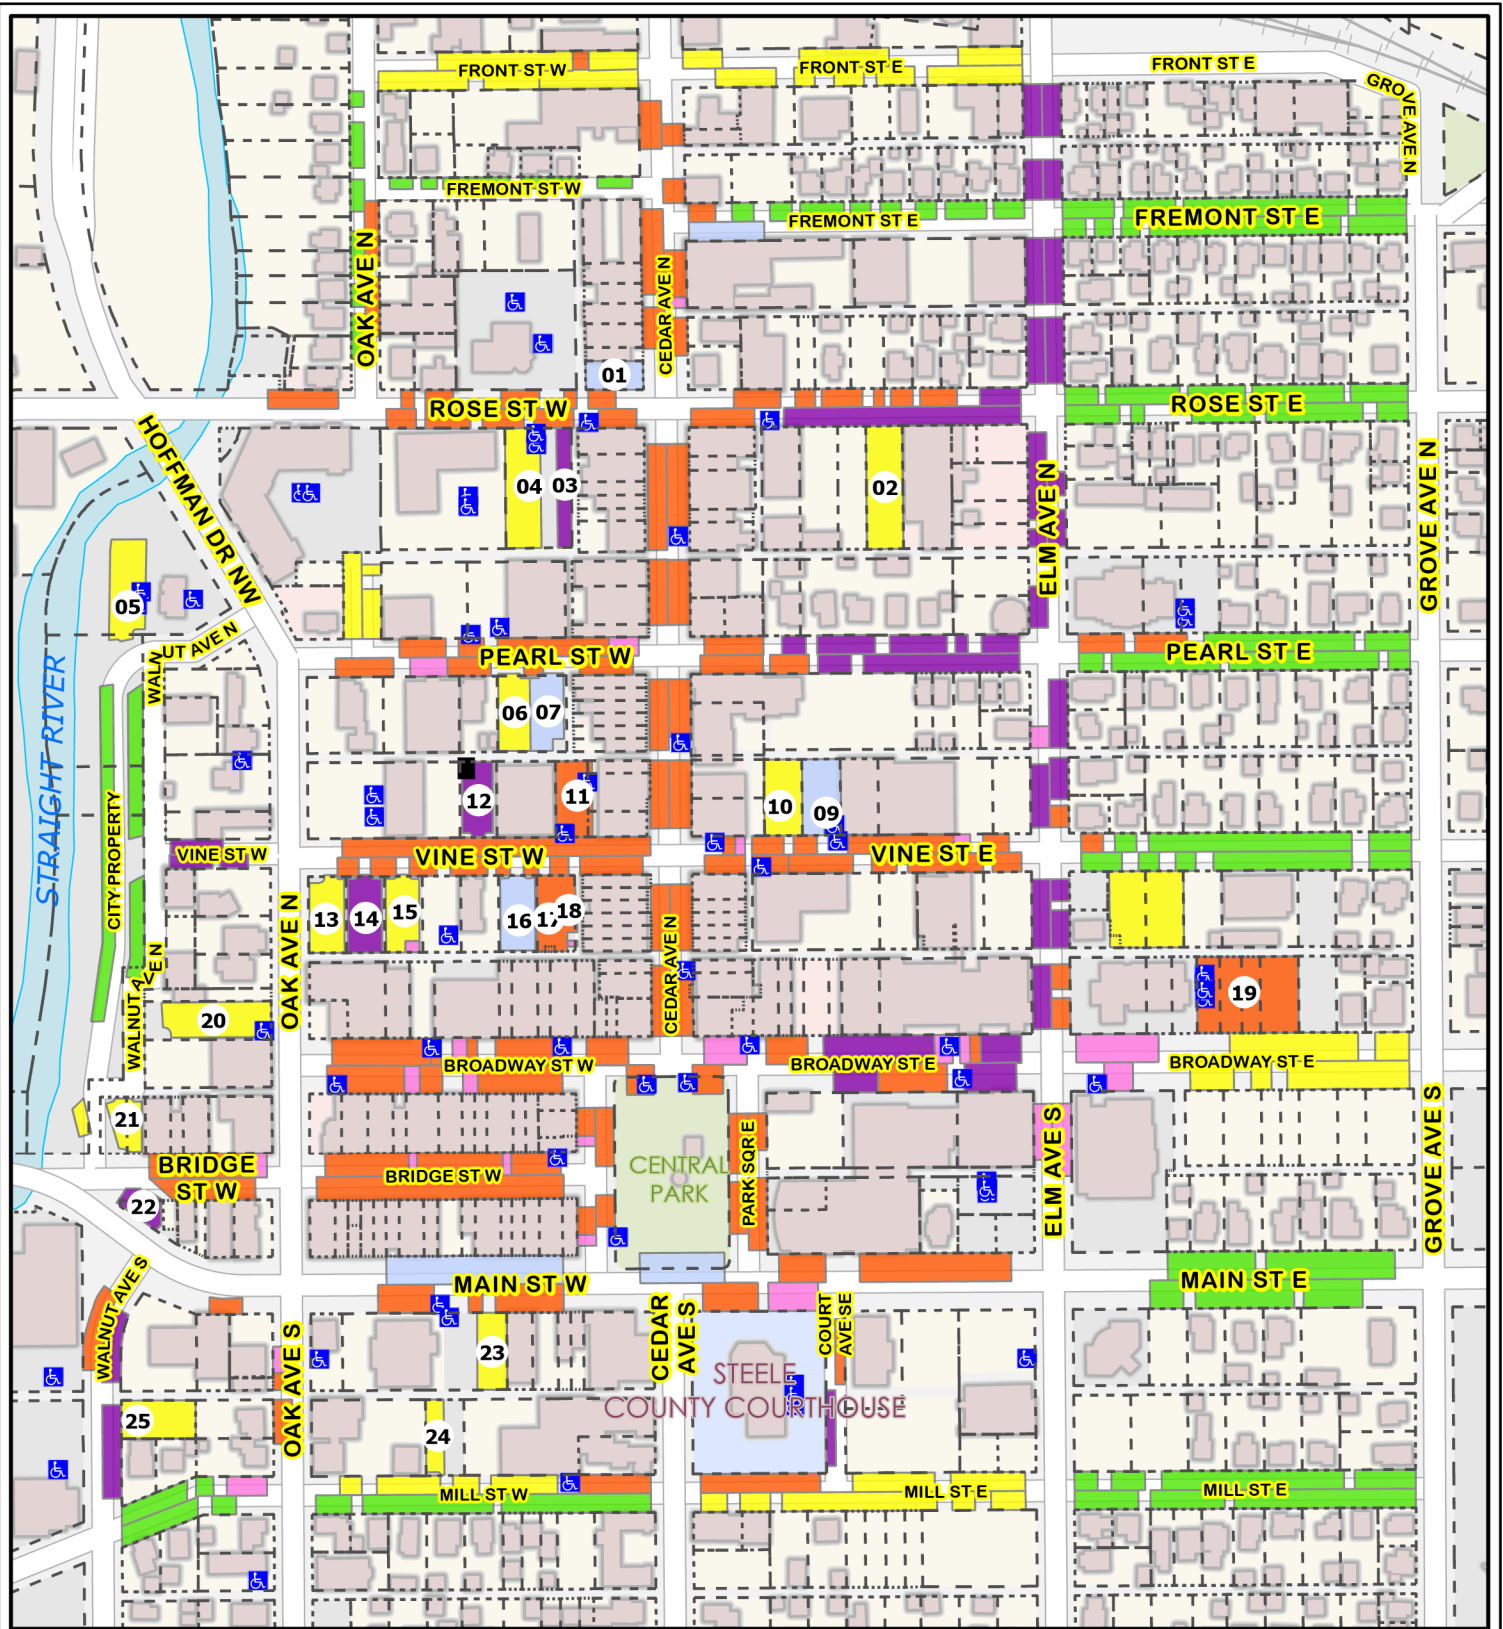 FRONT ST W
FRONT ST E
FRONT ST E
GROVE AVE N
FREMONT ST W
FREMONT ST E
FREMONT ST E
OAK AVE N
CEDAR AVE N
01
ROSE ST W
ROSE ST E
HOFFMAN DR NW
04
03
02
ELM AVE N
GROVE AVE N
05
WALNUT AVE N
PEARL ST W
PEARL ST E
STRAIGHT RIVER
06
07
CITY PROPERTY
12
11
10
09
VINE ST W
VINE ST W
VINE ST E
13
14
15
16
17
18
OAK AVE N
CEDAR AVE N
WALNUT AVE N
19
20
BROADWAY ST W
BROADWAY ST E
BROADWAY ST E
21
BRIDGE
ST W
BRIDGE ST W
CENTRAL
PARK
PARK SQR E
ELM AVE S
GROVE AVE S
22
MAIN ST W
MAIN ST E
WALNUT AVE S
OAK AVE S
CEDAR
AVE S
COURT
AVE SE
23
STEELE
COUNTY COURTHOUSE
25
24
MILL ST W
MILL ST E
MILL ST E